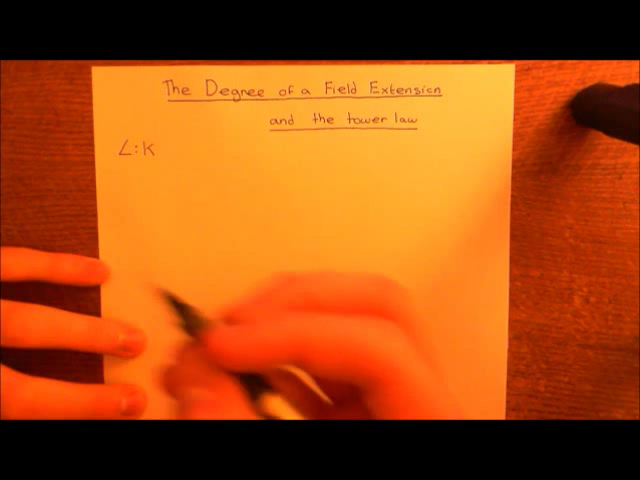 The Degree of a Field Extension
and the tower law
L:K